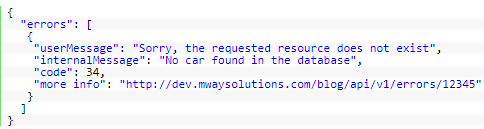 {
"errors": [
{
"userMessage": "Sorry, the requested resource does not exist",
"internalMessage": "No car found in the database",
"code": 34,
"more info": "http://dev.mwaysolutions.com/blog/api/v1/errors/12345"
}
]
}